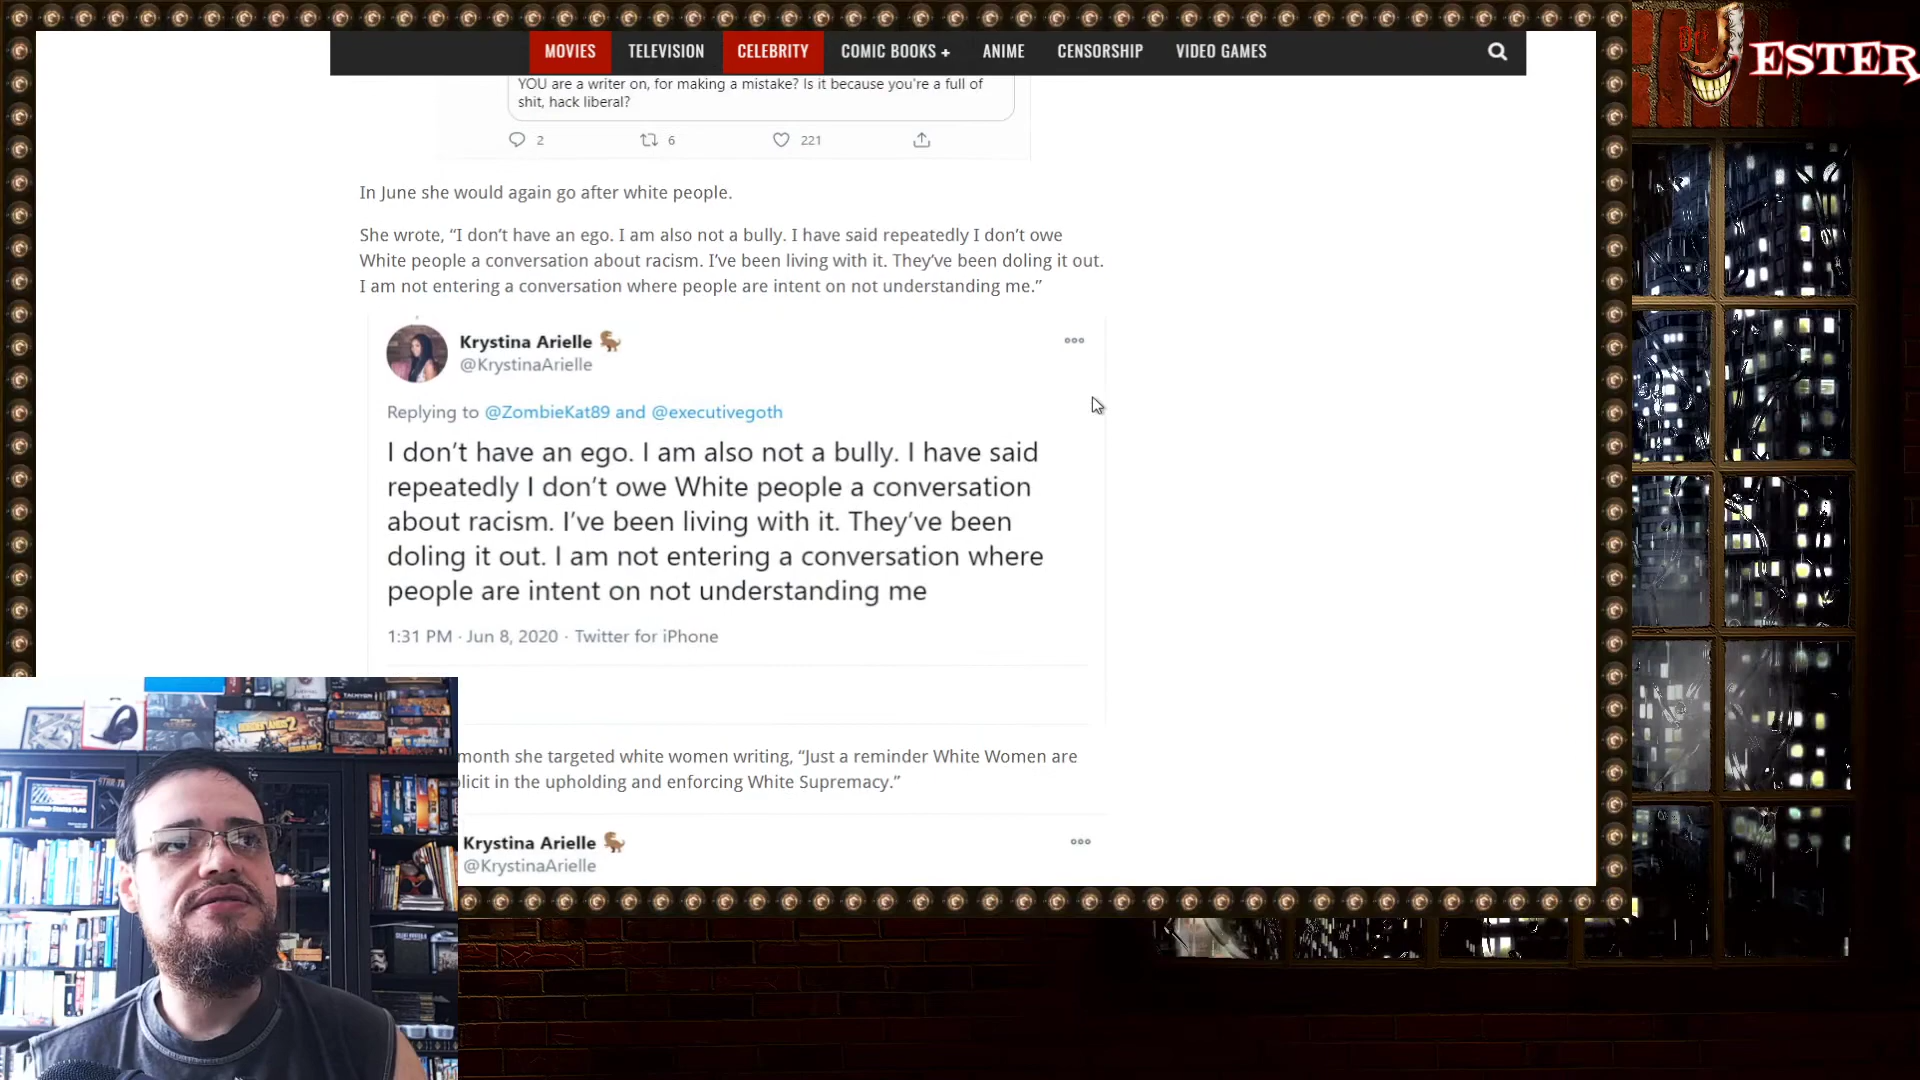 MOVIES TELEVISION CELEBRITY COMIC BOOKS + ANIME CENSORSHIP VIDEO GAMES
ESTER
YOU are a writer on, for making a mistake? Is it because you're a full of
shit, hack liberal?
2 6 221
In June she would again go after white people.
She wrote, “I don’t have an ego. I am also not a bully. I have said repeatedly I don’t owe
White people a conversation about racism. I’ve been living with it. They’ve been doling it out.
I am not entering a conversation where people are intent on not understanding me.”
Krystina Arielle
@KrystinaArielle
Replying to @ZombieKat89 and @executivegoth
I don’t have an ego. I am also not a bully. I have said
repeatedly I don’t owe White people a conversation
about racism. I’ve been living with it. They’ve been
doling it out. I am not entering a conversation where
people are intent on not understanding me
1:31 PM · Jun 8, 2020 · Twitter for iPhone
month she targeted white women writing, “Just a reminder White Women are
licit in the upholding and enforcing White Supremacy.”
Krystina Arielle
@KrystinaArielle
TACHYON
BORDERLANDS 2
UNITED STATES FLAG